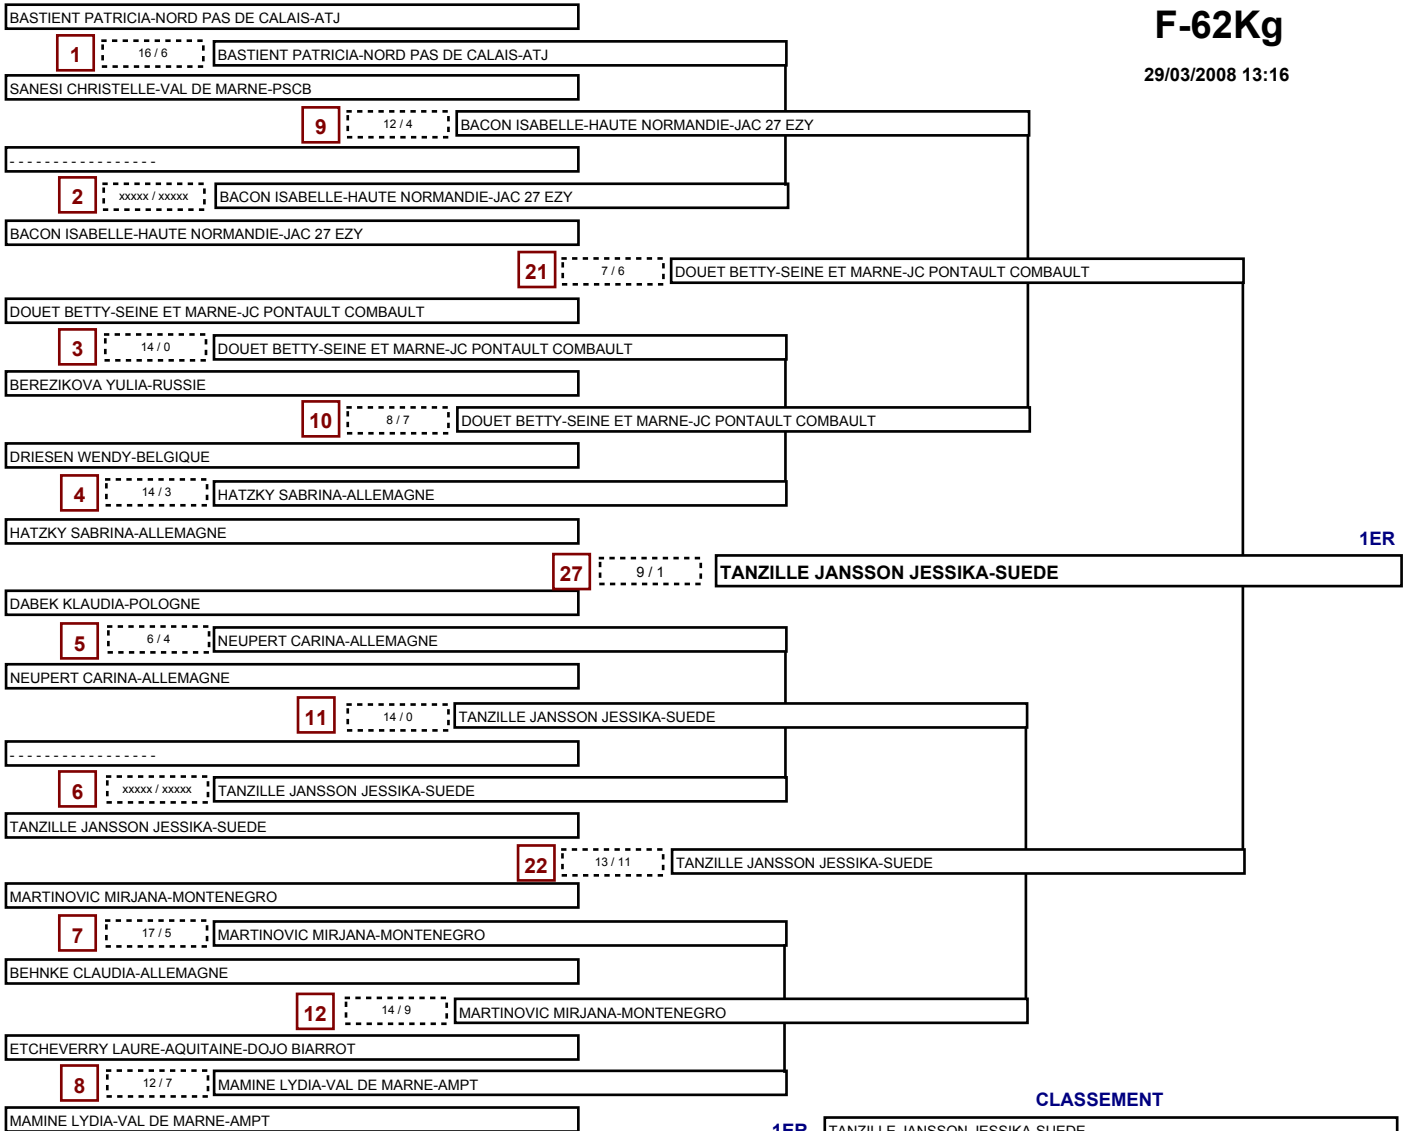 BASTIENT PATRICIA-NORD PAS DE CALAIS-ATJ
F-62Kg
1 16 / 6 BASTIENT PATRICIA-NORD PAS DE CALAIS-ATJ
29/03/2008 13:16
SANESI CHRISTELLE-VAL DE MARNE-PSCB
9 12 / 4 BACON ISABELLE-HAUTE NORMANDIE-JAC 27 EZY
- - - - - - - - - - - - - - - - -
2 xxxxx / xxxxx BACON ISABELLE-HAUTE NORMANDIE-JAC 27 EZY
BACON ISABELLE-HAUTE NORMANDIE-JAC 27 EZY
21 7 / 6 DOUET BETTY-SEINE ET MARNE-JC PONTAULT COMBAULT
DOUET BETTY-SEINE ET MARNE-JC PONTAULT COMBAULT
3 14 / 0 DOUET BETTY-SEINE ET MARNE-JC PONTAULT COMBAULT
BEREZIKOVA YULIA-RUSSIE
10 8 / 7 DOUET BETTY-SEINE ET MARNE-JC PONTAULT COMBAULT
DRIESEN WENDY-BELGIQUE
4 14 / 3 HATZKY SABRINA-ALLEMAGNE
HATZKY SABRINA-ALLEMAGNE
1ER
27 9 / 1 TANZILLE JANSSON JESSIKA-SUEDE
DABEK KLAUDIA-POLOGNE
5 6 / 4 NEUPERT CARINA-ALLEMAGNE
NEUPERT CARINA-ALLEMAGNE
11 14 / 0 TANZILLE JANSSON JESSIKA-SUEDE
- - - - - - - - - - - - - - - - -
6 xxxxx / xxxxx TANZILLE JANSSON JESSIKA-SUEDE
TANZILLE JANSSON JESSIKA-SUEDE
22 13 / 11 TANZILLE JANSSON JESSIKA-SUEDE
MARTINOVIC MIRJANA-MONTENEGRO
7 17 / 5 MARTINOVIC MIRJANA-MONTENEGRO
BEHNKE CLAUDIA-ALLEMAGNE
12 14 / 9 MARTINOVIC MIRJANA-MONTENEGRO
ETCHEVERRY LAURE-AQUITAINE-DOJO BIARROT
8 12 / 7 MAMINE LYDIA-VAL DE MARNE-AMPT
CLASSEMENT
MAMINE LYDIA-VAL DE MARNE-AMPT
1ER TANZILLE JANSSON JESSIKA-SUEDE